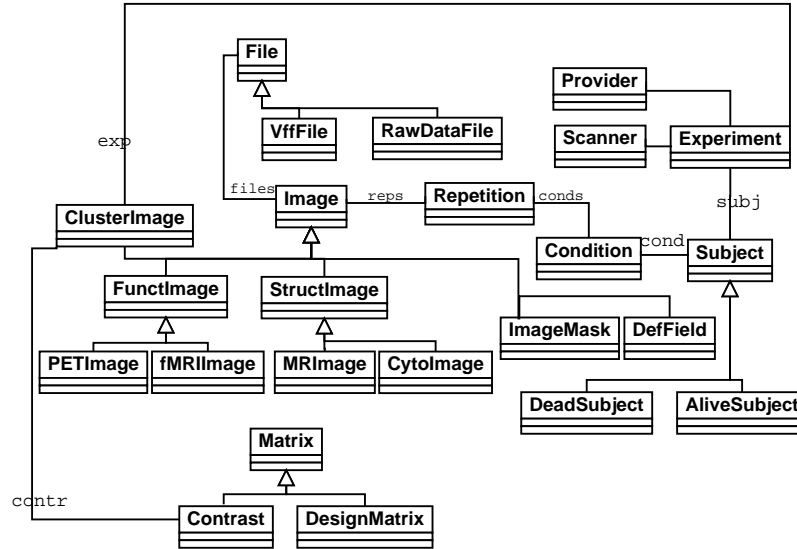 File
Provider
VffFile
RawDataFile
Scanner
Experiment
exp
files
Image
reps
Repetition
conds
subj
ClusterImage
Condition
cond
Subject
FunctImage
StructImage
ImageMask
DefField
PETImage
fMRIImage
MRImage
CytoImage
DeadSubject
AliveSubject
Matrix
contr
Contrast
DesignMatrix